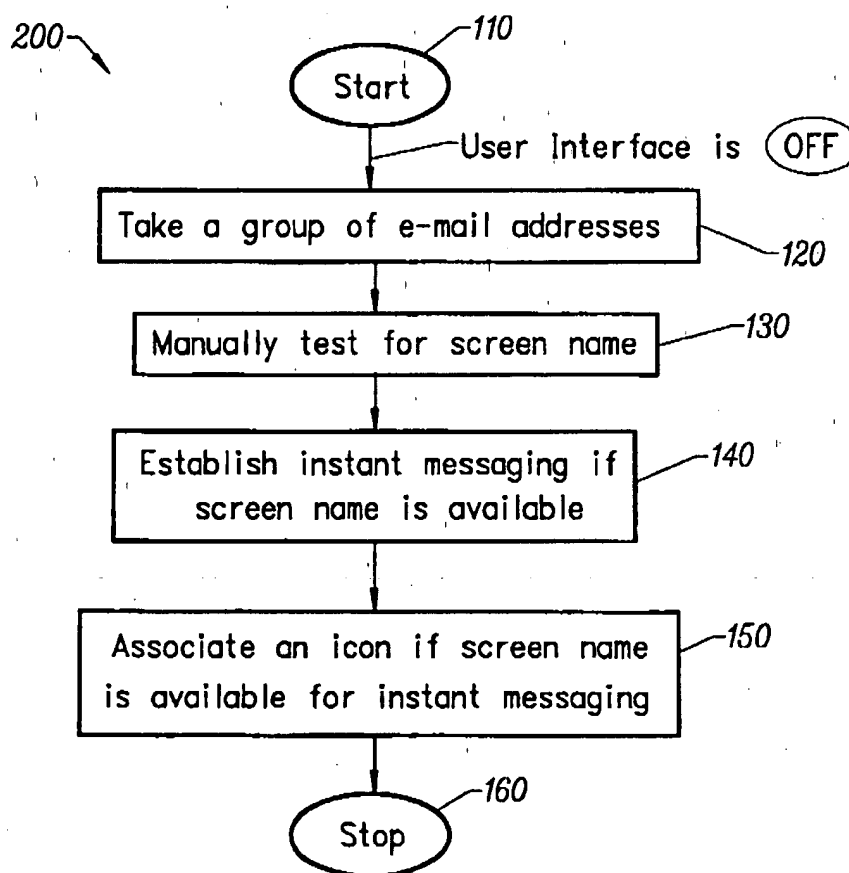 200
110
Start
User Interface is OFF
Take a group of e-mail addresses
120
Manually test for screen name
130
Establish instant messaging if
screen name is available
140
Associate an icon if screen name
is available for instant messaging
150
160
Stop